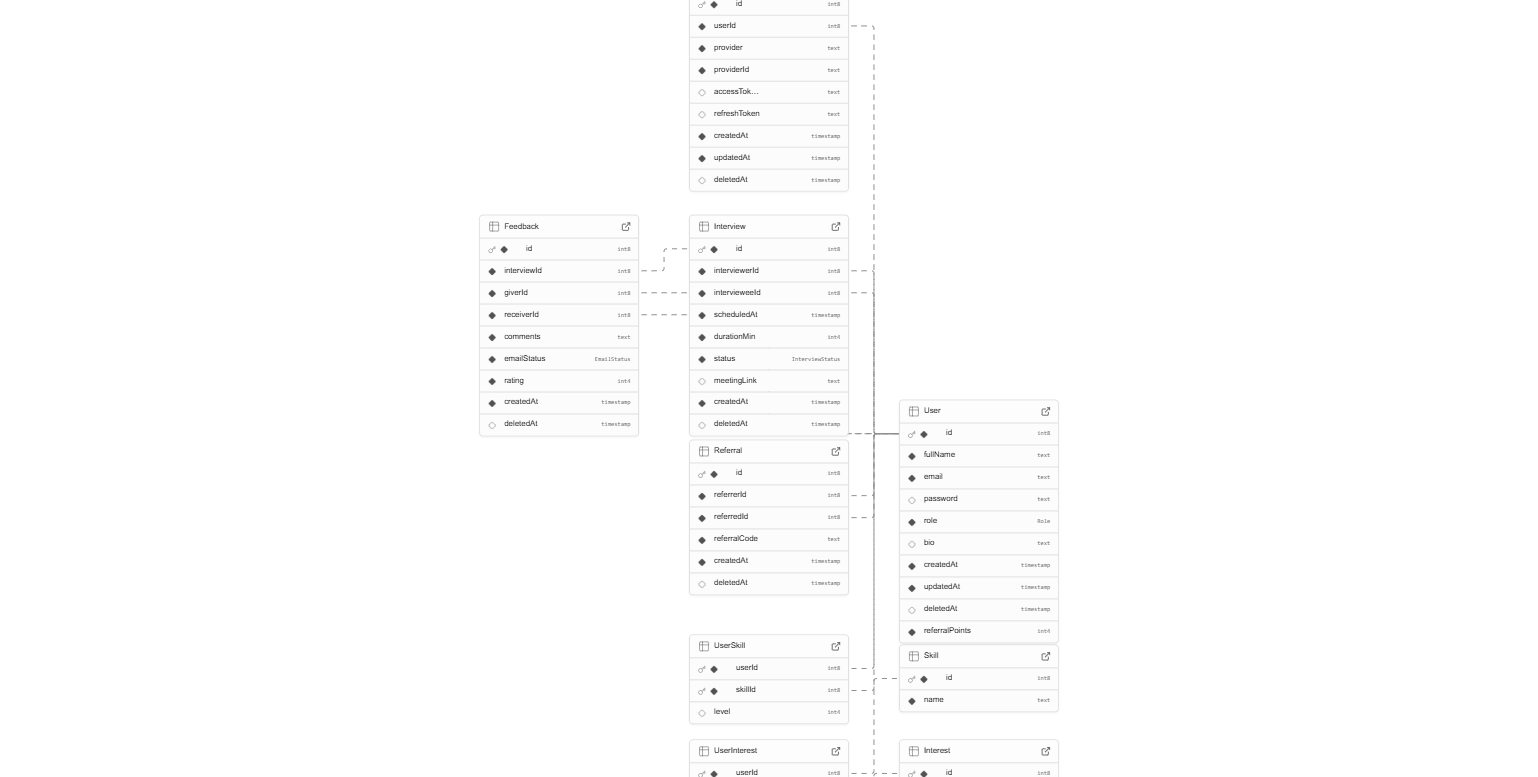 id int8
userId int8
provider text
providerId text
accessTok... text
refreshToken text
createdAt timestamp
updatedAt timestamp
deletedAt timestamp
Feedback
id int8
interviewId int8
giverId int8
receiverId int8
comments text
emailStatus EmailStatus
rating int4
createdAt timestamp
deletedAt timestamp
Interview
id int8
interviewerId int8
intervieweeId int8
scheduledAt timestamp
durationMin int4
status InterviewStatus
meetingLink text
createdAt timestamp
deletedAt timestamp
Referral
id int8
referrerId int8
referredId int8
referralCode text
createdAt timestamp
deletedAt timestamp
User
id int8
fullName text
email text
password text
role Role
bio text
createdAt timestamp
updatedAt timestamp
deletedAt timestamp
referralPoints int4
UserSkill
userId int8
skillId int8
level int4
Skill
id int8
name text
UserInterest
userId int8
Interest
id int8